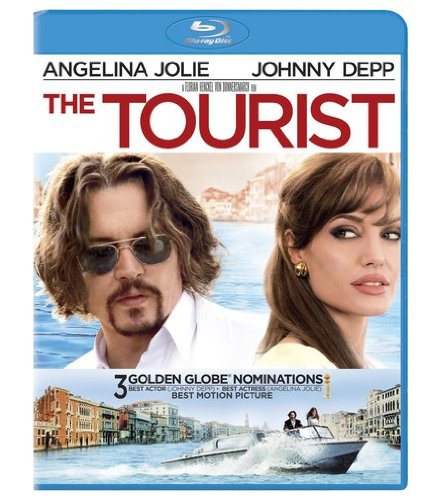 Blu-ray Disc
ANGELINA JOLIE JOHNNY DEPP
A FLORIAN HENCKEL VON DONNERSMARCK FILM
THE TOURIST
3 GOLDEN GLOBE® NOMINATIONS
BEST ACTOR (JOHNNY DEPP) • BEST ACTRESS (ANGELINA JOLIE)
BEST MOTION PICTURE